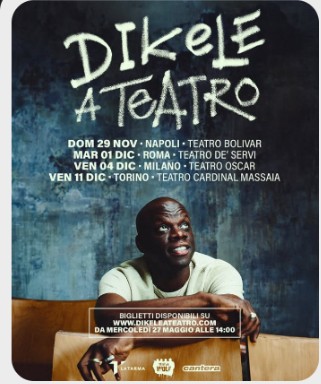 DIKELE
A TEATRO
DOM 29 NOV • NAPOLI • TEATRO BOLIVAR
MAR 01 DIC • ROMA • TEATRO DE' SERVI
VEN 04 DIC • MILANO • TEATRO OSCAR
VEN 11 DIC • TORINO • TEATRO CARDINAL MASSAIA
BIGLIETTI DISPONIBILI SU
WWW.DIKELEATEATRO.COM
DA MERCOLEDÌ 27 MAGGIO ALLE 14:00
cantera